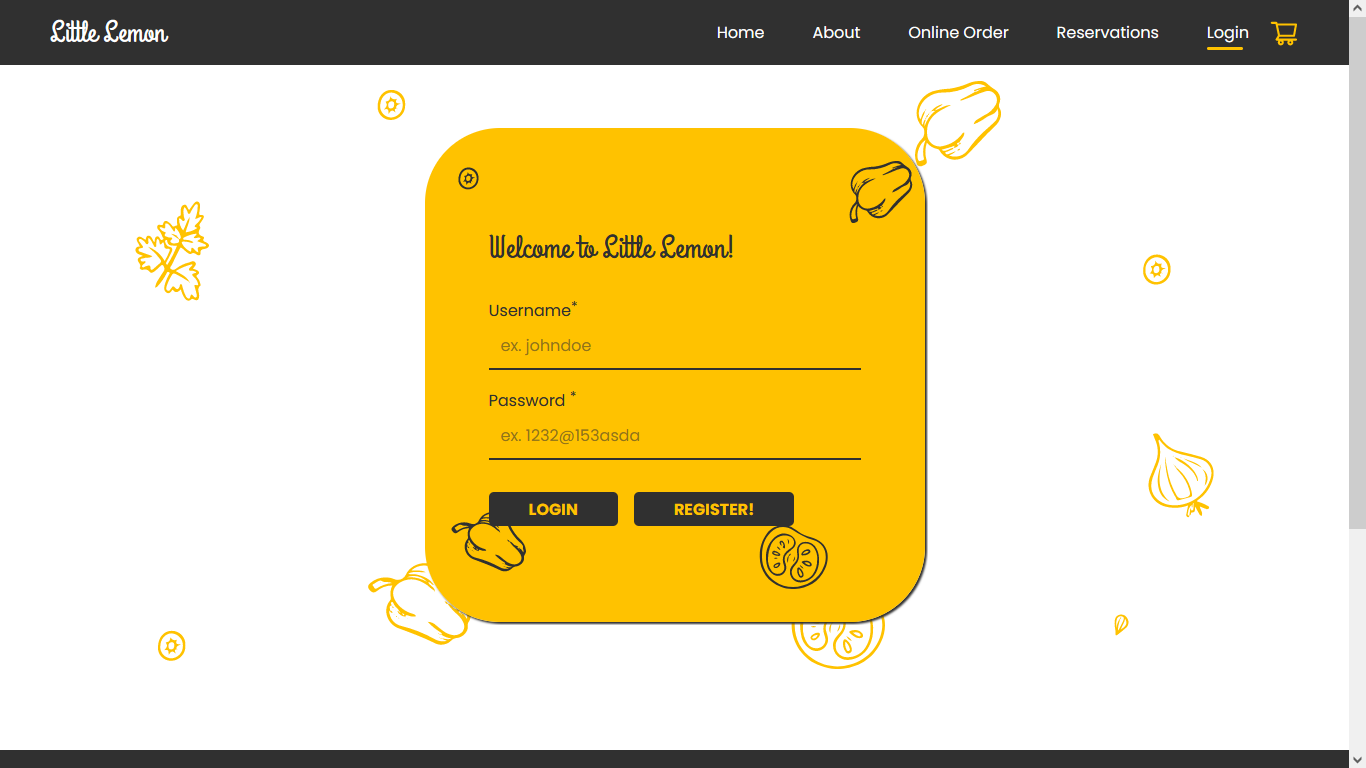 Little Lemon
Home About Online Order Reservations Login
Welcome to Little Lemon!
Username*
ex. johndoe
Password *
ex. 1232@153asda
LOGIN REGISTER!